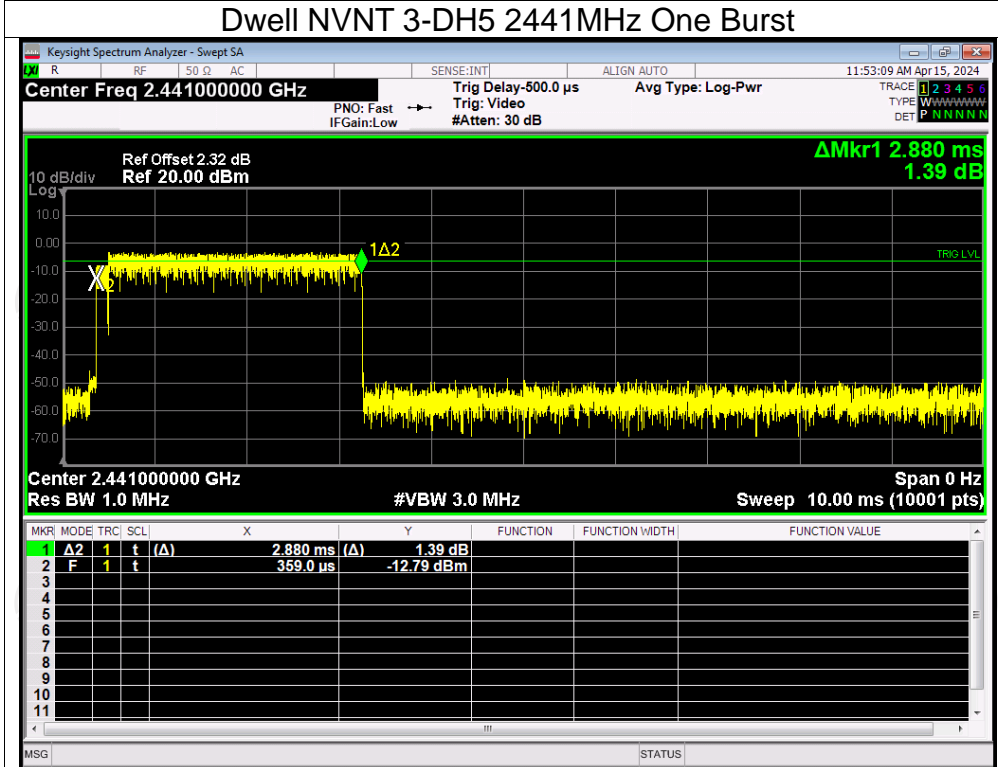 Dwell NVNT 3-DH5 2441MHz One Burst
Keysight Spectrum Analyzer - Swept SA
LXI R RF 50 Ω AC SENSE:INT ALIGN AUTO 11:53:09 AM Apr 15, 2024
Center Freq 2.441000000 GHz Trig Delay-500.0 µs Avg Type: Log-Pwr TRACE 1 2 3 4 5 6
PNO: Fast Trig: Video TYPE WWWWWW
IFGain:Low #Atten: 30 dB DET P N N N N N
ΔMkr1 2.880 ms
1.39 dB
Ref Offset 2.32 dB
10 dB/div Ref 20.00 dBm
Log
10.0
0.00
1Δ2
TRIG LVL
-10.0
2
-20.0
-30.0
-40.0
-50.0
-60.0
-70.0
Center 2.441000000 GHz Span 0 Hz
Res BW 1.0 MHz #VBW 3.0 MHz Sweep 10.00 ms (10001 pts)
MKR MODE TRC SCL X Y FUNCTION FUNCTION WIDTH FUNCTION VALUE
1 Δ2 1 t (Δ) 2.880 ms (Δ) 1.39 dB
2 F 1 t 359.0 µs -12.79 dBm
3
4
5
6
7
8
9
10
11
MSG STATUS